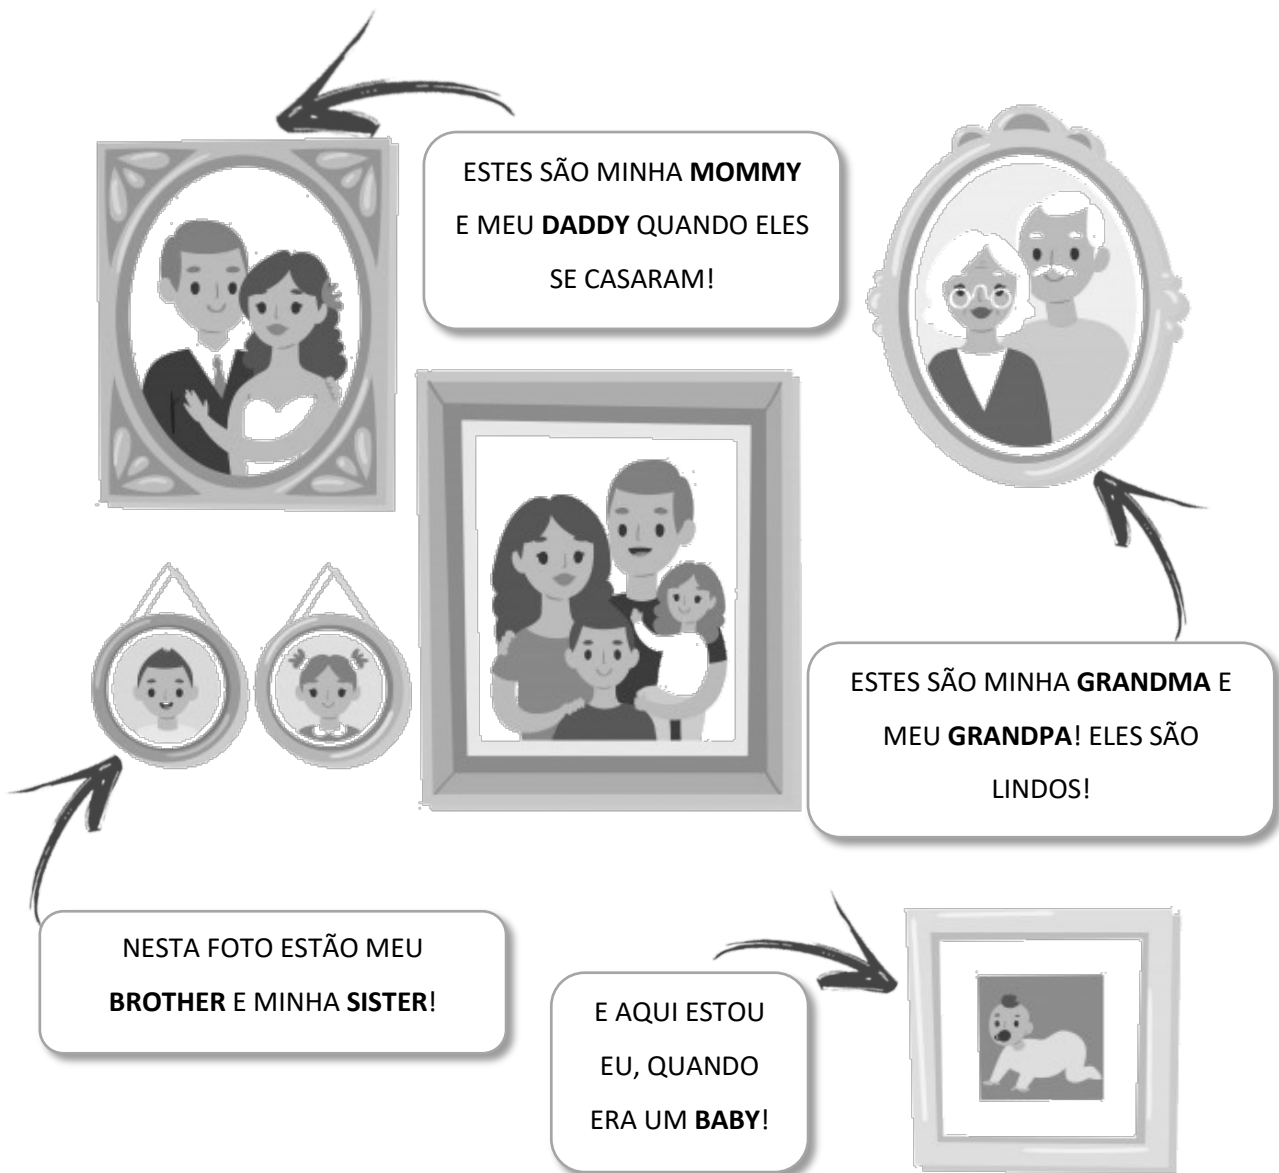 ESTES SÃO MINHA MOMMY
E MEU DADDY QUANDO ELES
SE CASARAM!
ESTES SÃO MINHA GRANDMA E
MEU GRANDPA! ELES SÃO
LINDOS!
NESTA FOTO ESTÃO MEU
BROTHER E MINHA SISTER!
E AQUI ESTOU
EU, QUANDO
ERA UM BABY!